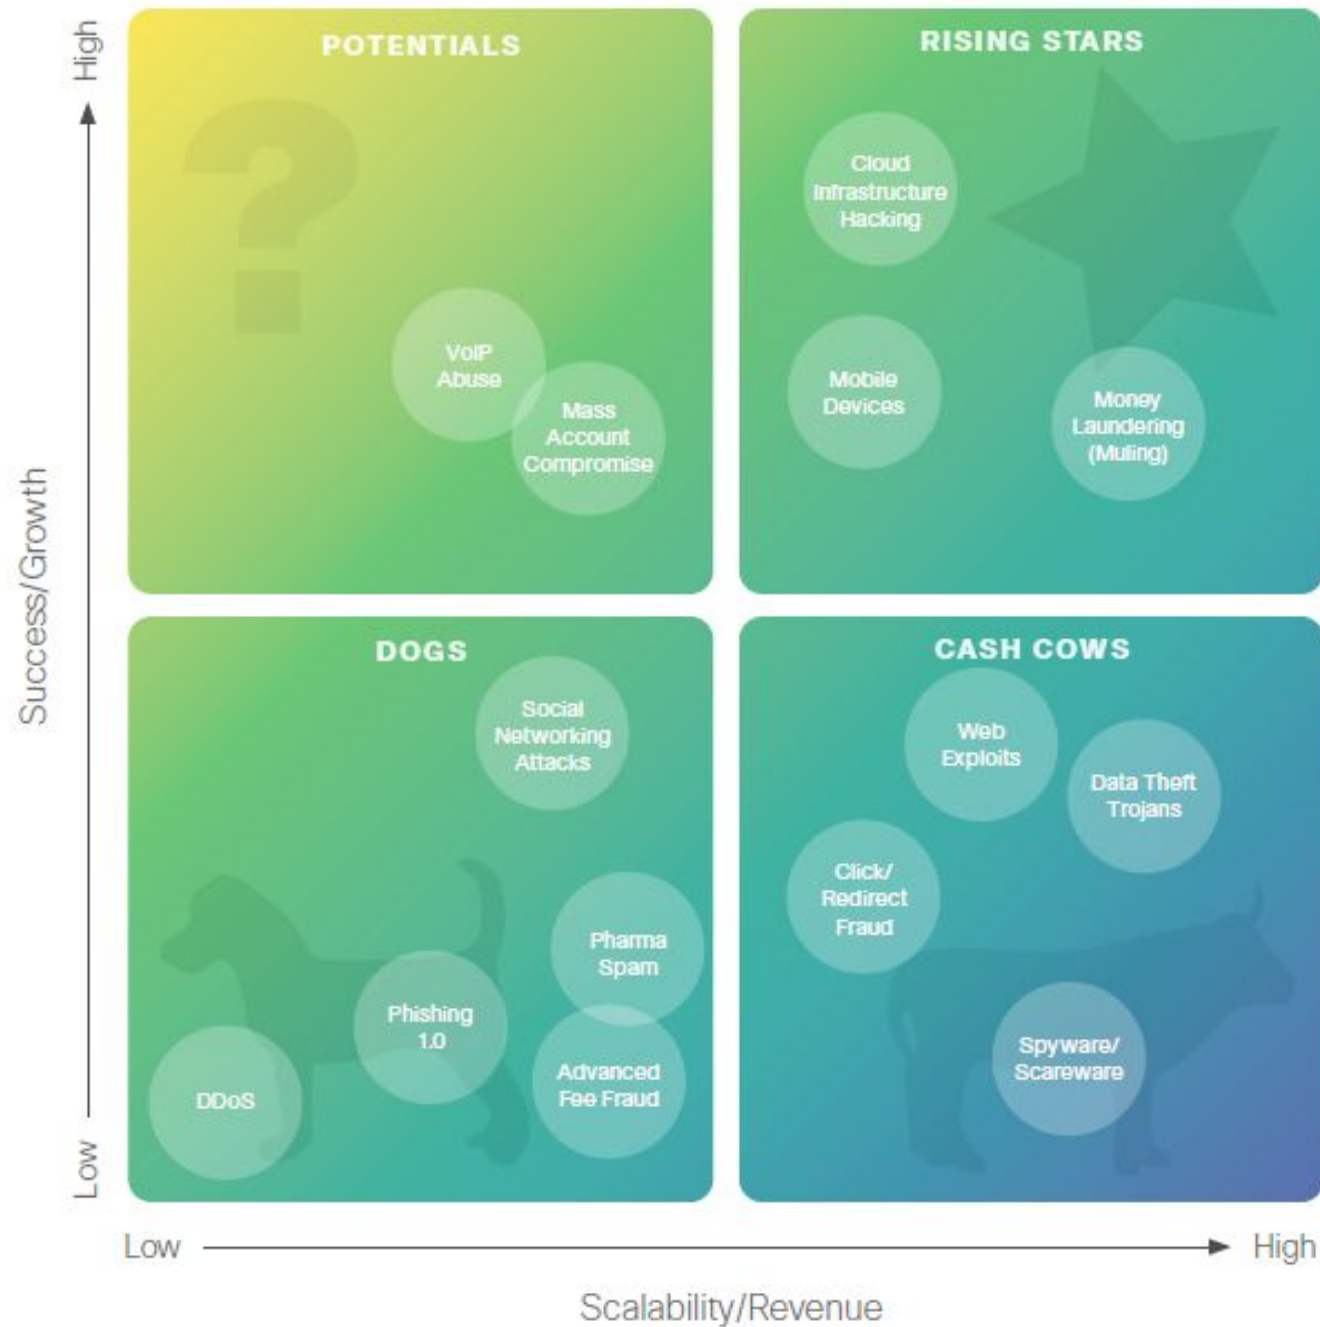 High
POTENTIALS
?
VoIP
Abuse
Mass
Account
Compromise
RISING STARS
Cloud
Infrastructure
Hacking
Mobile
Devices
Money
Laundering
(Muling)
Success/Growth
DOGS
Social
Networking
Attacks
Pharma
Spam
Phishing
1.0
Advanced
Fee Fraud
DDoS
CASH COWS
Web
Exploits
Data Theft
Trojans
Click/
Redirect
Fraud
Spyware/
Scareware
Low
Low
High
Scalability/Revenue